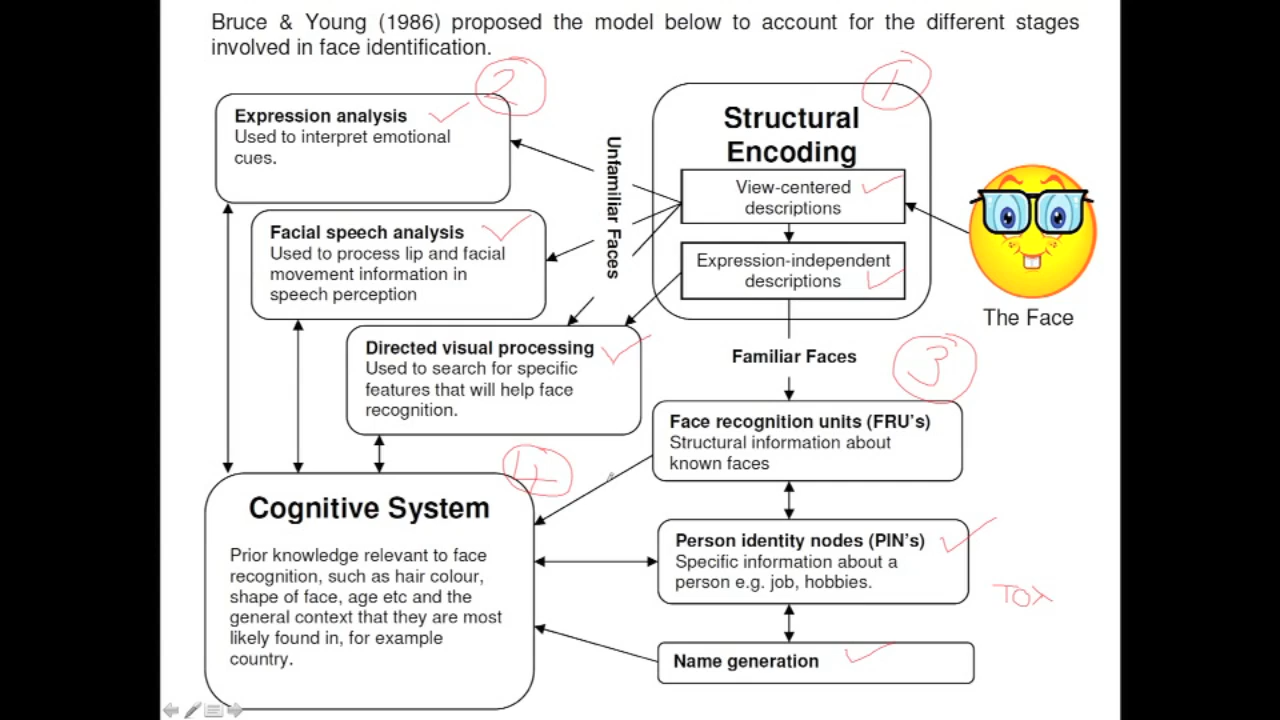 Bruce & Young (1986) proposed the model below to account for the different stages
involved in face identification.
2
1
Expression analysis
Used to interpret emotional
cues.
Unfamiliar Faces
Structural
Encoding
View-centered
descriptions
Expression-independent
descriptions
The Face
Facial speech analysis
Used to process lip and facial
movement information in
speech perception
Directed visual processing
Used to search for specific
features that will help face
recognition.
Familiar Faces
3
Face recognition units (FRU's)
Structural information about
known faces
4
Cognitive System
Prior knowledge relevant to face
recognition, such as hair colour,
shape of face, age etc and the
general context that they are most
likely found in, for example
country.
Person identity nodes (PIN's)
Specific information about a
person e.g. job, hobbies.
Name generation